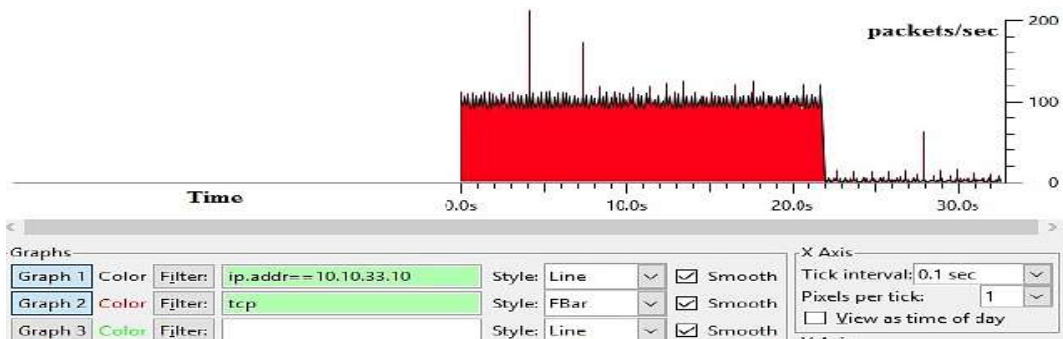 200
packets/sec
100
0
Time
0.0s 10.0s 20.0s 30.0s
Graphs
X Axis
Graph 1 Color Filter: ip.addr==10.10.33.10 Style: Line Smooth
Tick interval: 0.1 sec
Graph 2 Color Filter: tcp Style: FBar Smooth
Pixels per tick: 1
View as time of day
Graph 3 Color Filter: Style: Line Smooth